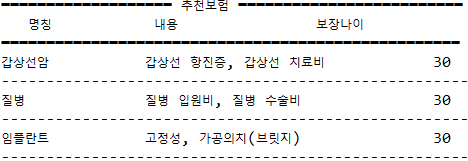 추천보험
명칭 내용 보장나이
갑상선암 갑상선 항진증, 갑상선 치료비 30
질병 질병 입원비, 질병 수술비 30
임플란트 고정성, 가공의치(브릿지) 30